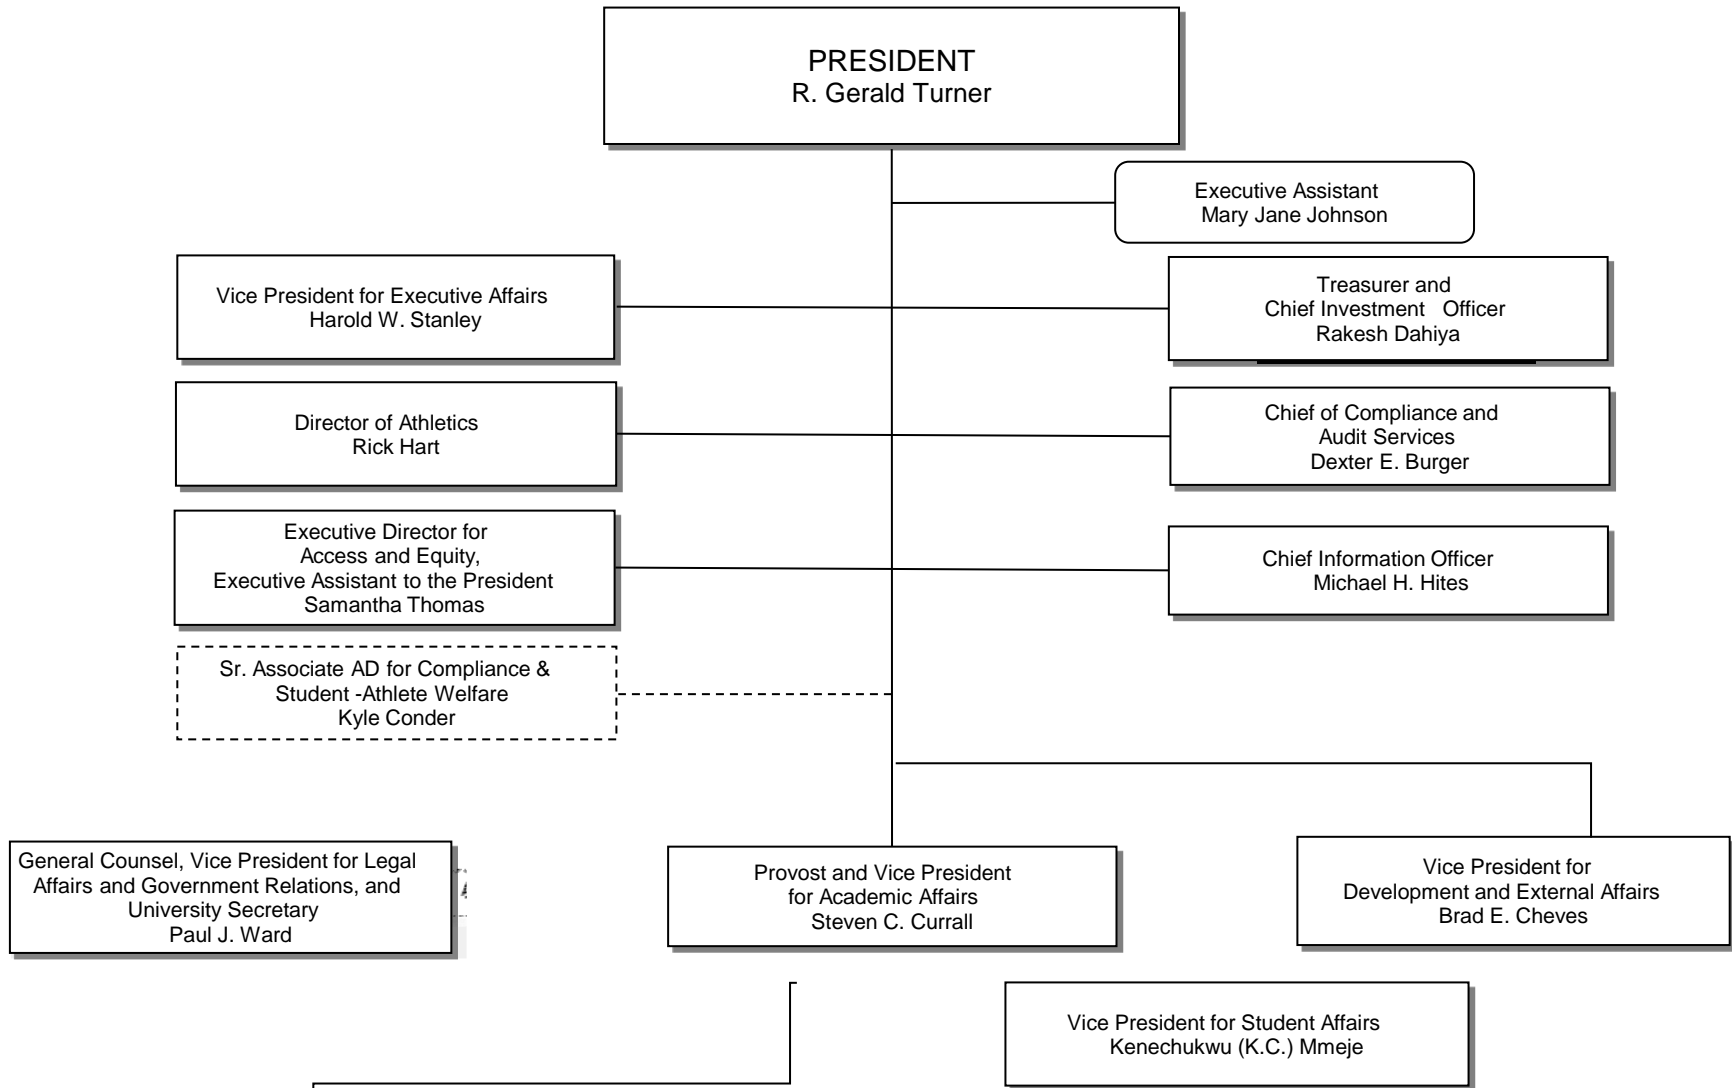 PRESIDENT
R. Gerald Turner
Executive Assistant
Mary Jane Johnson
Vice President for Executive Affairs
Harold W. Stanley
Treasurer and
Chief Investment Officer
Rakesh Dahiya
Director of Athletics
Rick Hart
Chief of Compliance and
Audit Services
Dexter E. Burger
Executive Director for
Access and Equity,
Executive Assistant to the President
Samantha Thomas
Chief Information Officer
Michael H. Hites
Sr. Associate AD for Compliance &
Student -Athlete Welfare
Kyle Conder
General Counsel, Vice President for Legal
Affairs and Government Relations, and
University Secretary
Paul J. Ward
Provost and Vice President
for Academic Affairs
Steven C. Currall
Vice President for
Development and External Affairs
Brad E. Cheves
Vice President for Student Affairs
Kenechukwu (K.C.) Mmeje